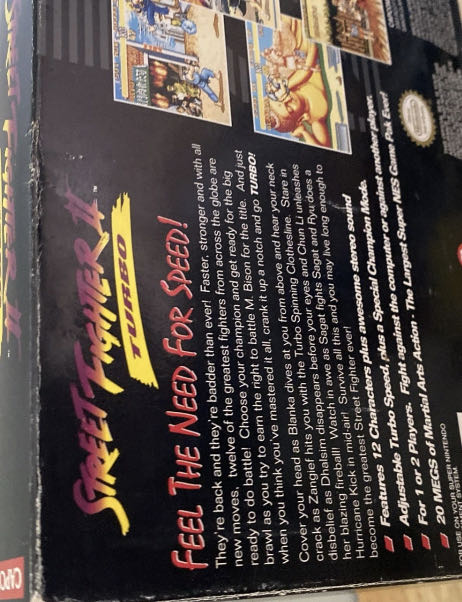 STREET FIGHTER II™
TURBO
FEEL THE NEED FOR SPEED!
They're back and they're badder than ever! Faster, stronger and with all
new moves, twelve of the greatest fighters from across the globe are
ready to do battle! Choose your champion and get ready for the big
brawl as you try to earn the right to battle M. Bison for the title. And just
when you think you've mastered it all, crank it up a notch and go TURBO!
Cover your head as Blanka dives at you from above and hear your neck
crack as Zangief hits you with the Turbo Spinning Clothesline. Stare in
disbelief as Dhalsim disappears before your eyes and Chun Li unleashes
her blazing fireball. Watch in awe as Sagat fights Sagat and Ryu does a
Hurricane Kick in mid-air! Survive all this and you may live long enough to
become the greatest Street Fighter ever!
Features 12 Characters plus awesome stereo sound
Adjustable Turbo Speed, plus a Special Champion Mode.
For 1 or 2 Players. Fight against the computer or against another player.
20 MEGS of Martial Arts Action - The Largest Super NES Game Pak Ever!